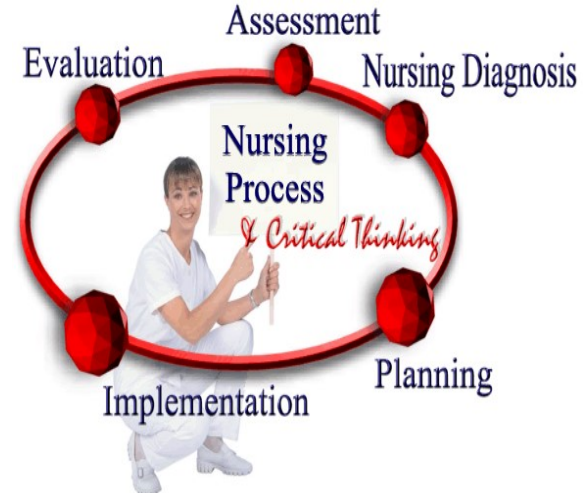 Assessment
Evaluation
Nursing Diagnosis
Nursing
Process
& Critical Thinking
Planning
Implementation